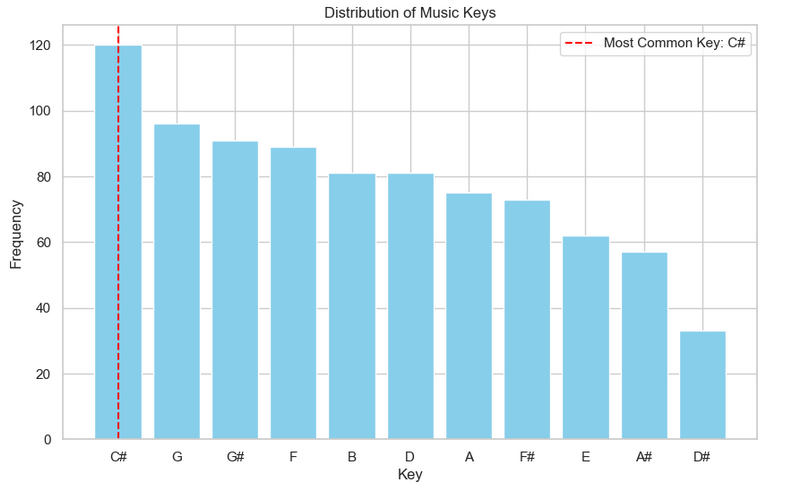 Distribution of Music Keys
Most Common Key: C#
120
100
80
60
40
20
0
Frequency
C# G G# F B D A F# E A# D#
Key